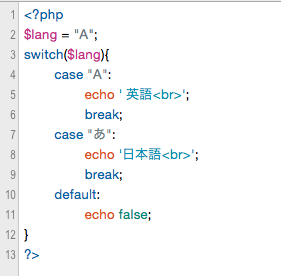 1 <?php
2 $lang = "A";
3 switch($lang){
4 case "A":
5 echo ' 英語<br>';
6 break;
7 case "あ":
8 echo '日本語<br>';
9 break;
10 default:
11 echo false;
12 }
13 ?>